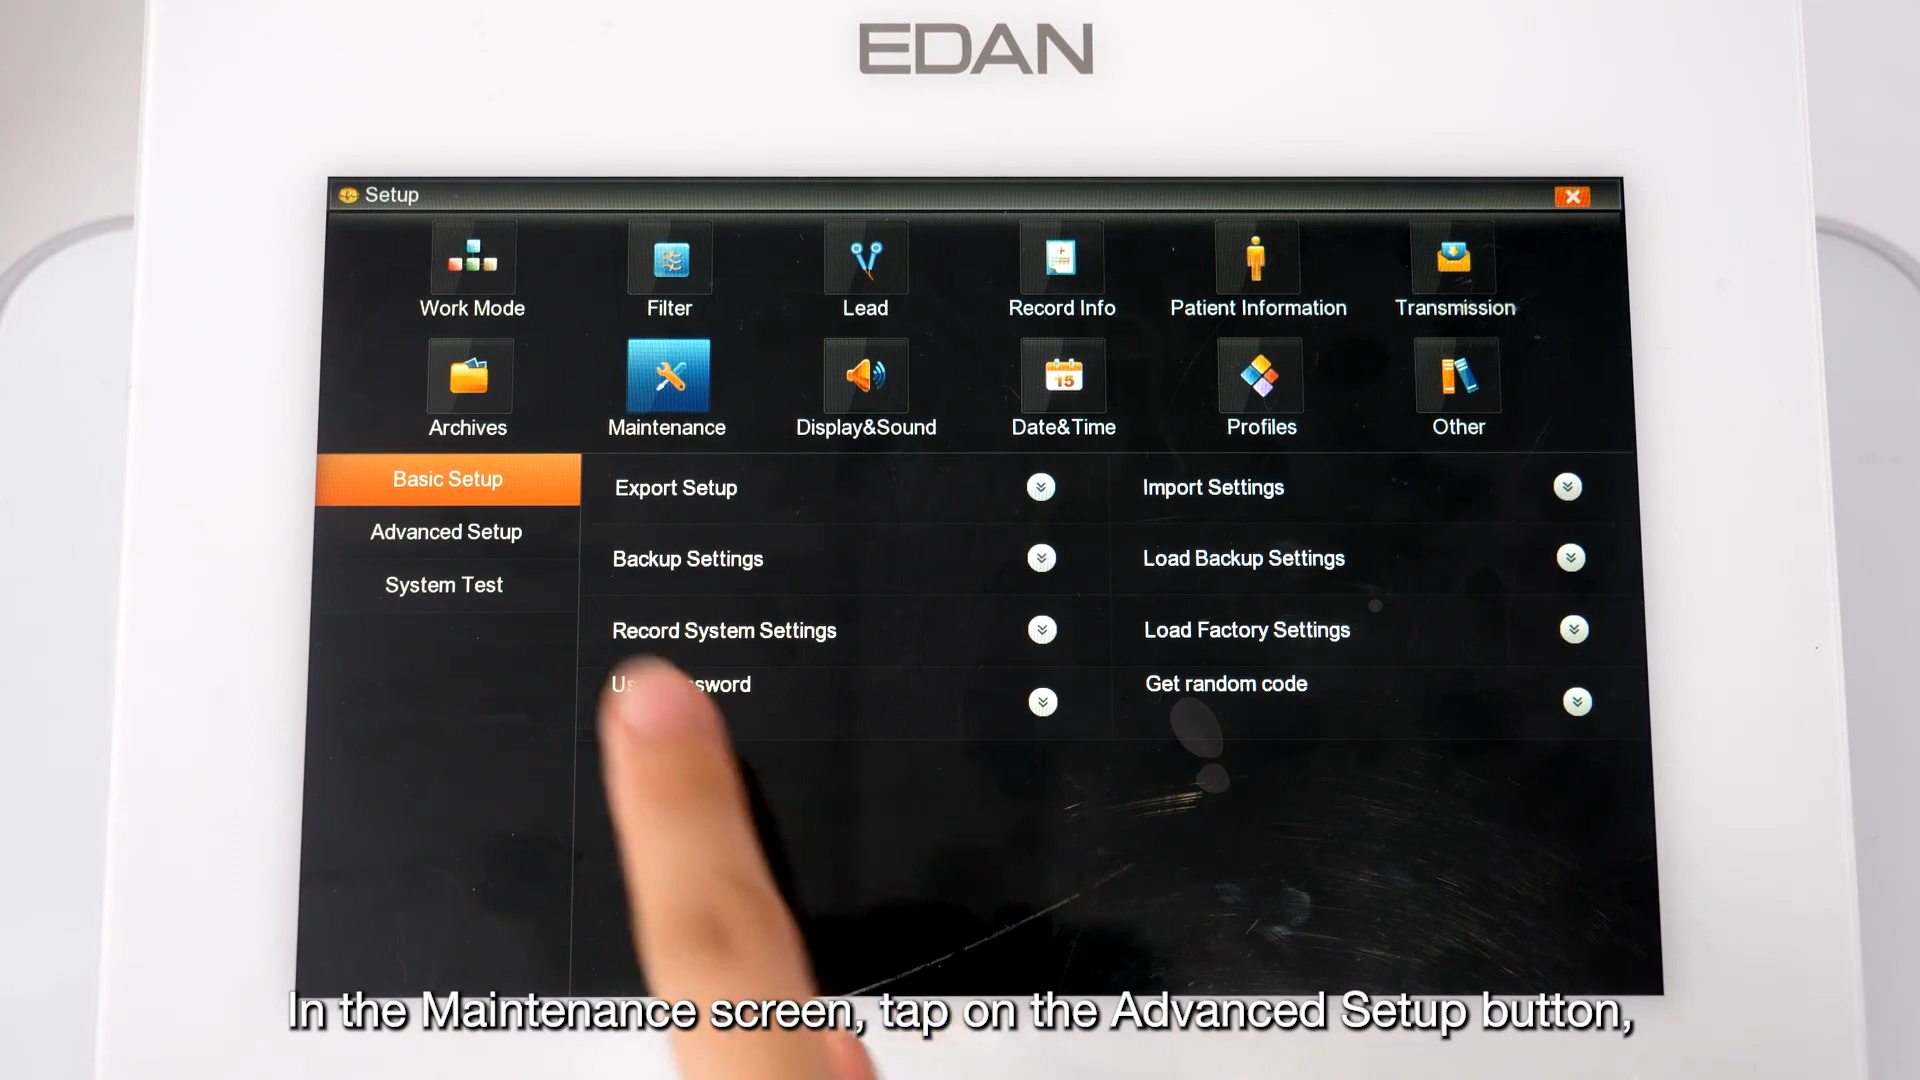 EDAN
Setup
Work Mode
Filter
Lead
Record Info
Patient Information
Transmission
15
Archives
Maintenance
Display&Sound
Date&Time
Profiles
Other
Basic Setup
Advanced Setup
System Test
Export Setup
Import Settings
Backup Settings
Load Backup Settings
Record System Settings
Load Factory Settings
Get random code
In the Maintenance screen, tap on the Advanced Setup button,